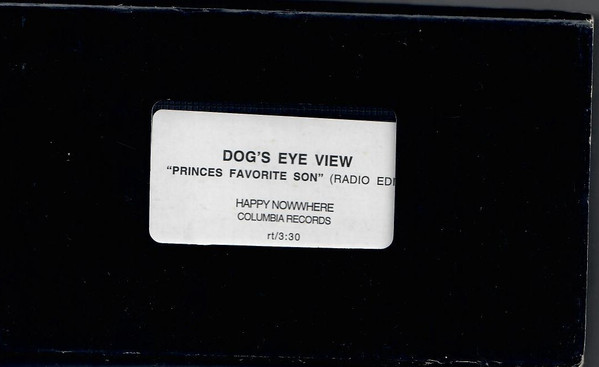 DOG'S EYE VIEW
"PRINCES FAVORITE SON" (RADIO EDI
HAPPY NOWWHERE
COLUMBIA RECORDS
rt/3:30